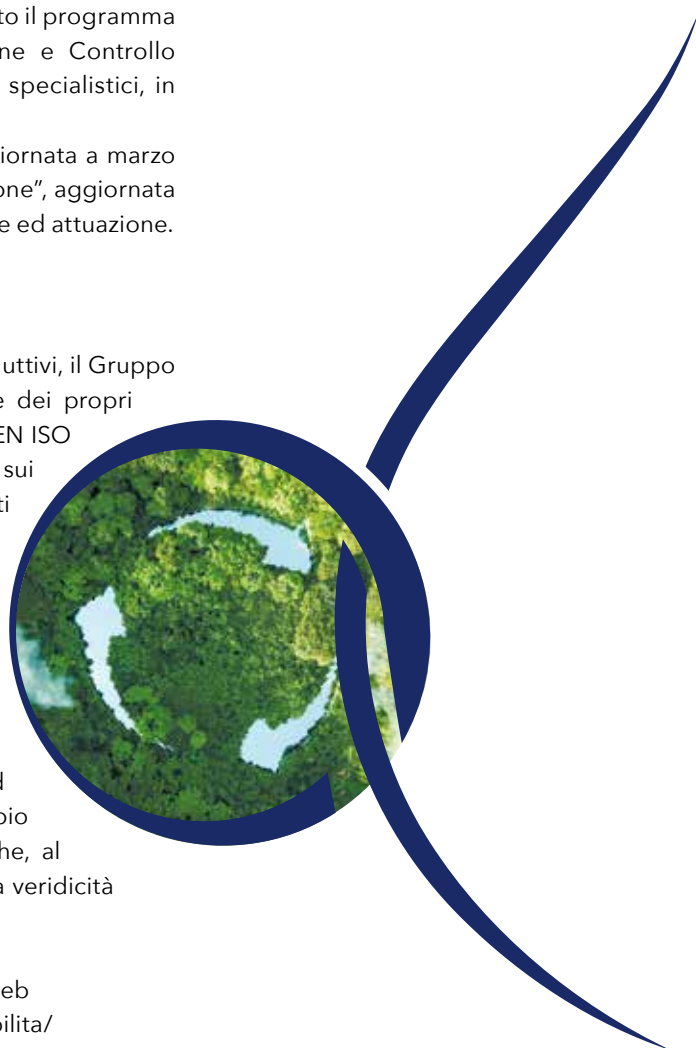 to il programma
ne e Controllo
specialistici, in
iornata a marzo
one”, aggiornata
e ed attuazione.
uttivi, il Gruppo
e dei propri
EN ISO
sui
ti
d
pio
he, al
a veridicità
eb
bilita/